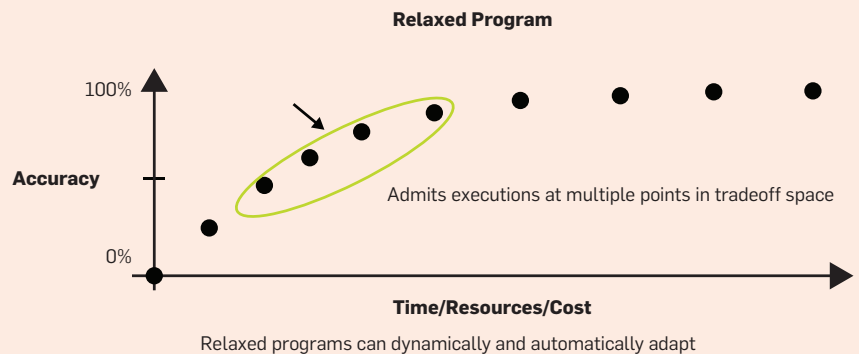 Relaxed Program
100%
Accuracy
Admits executions at multiple points in tradeoff space
0%
Time/Resources/Cost
Relaxed programs can dynamically and automatically adapt